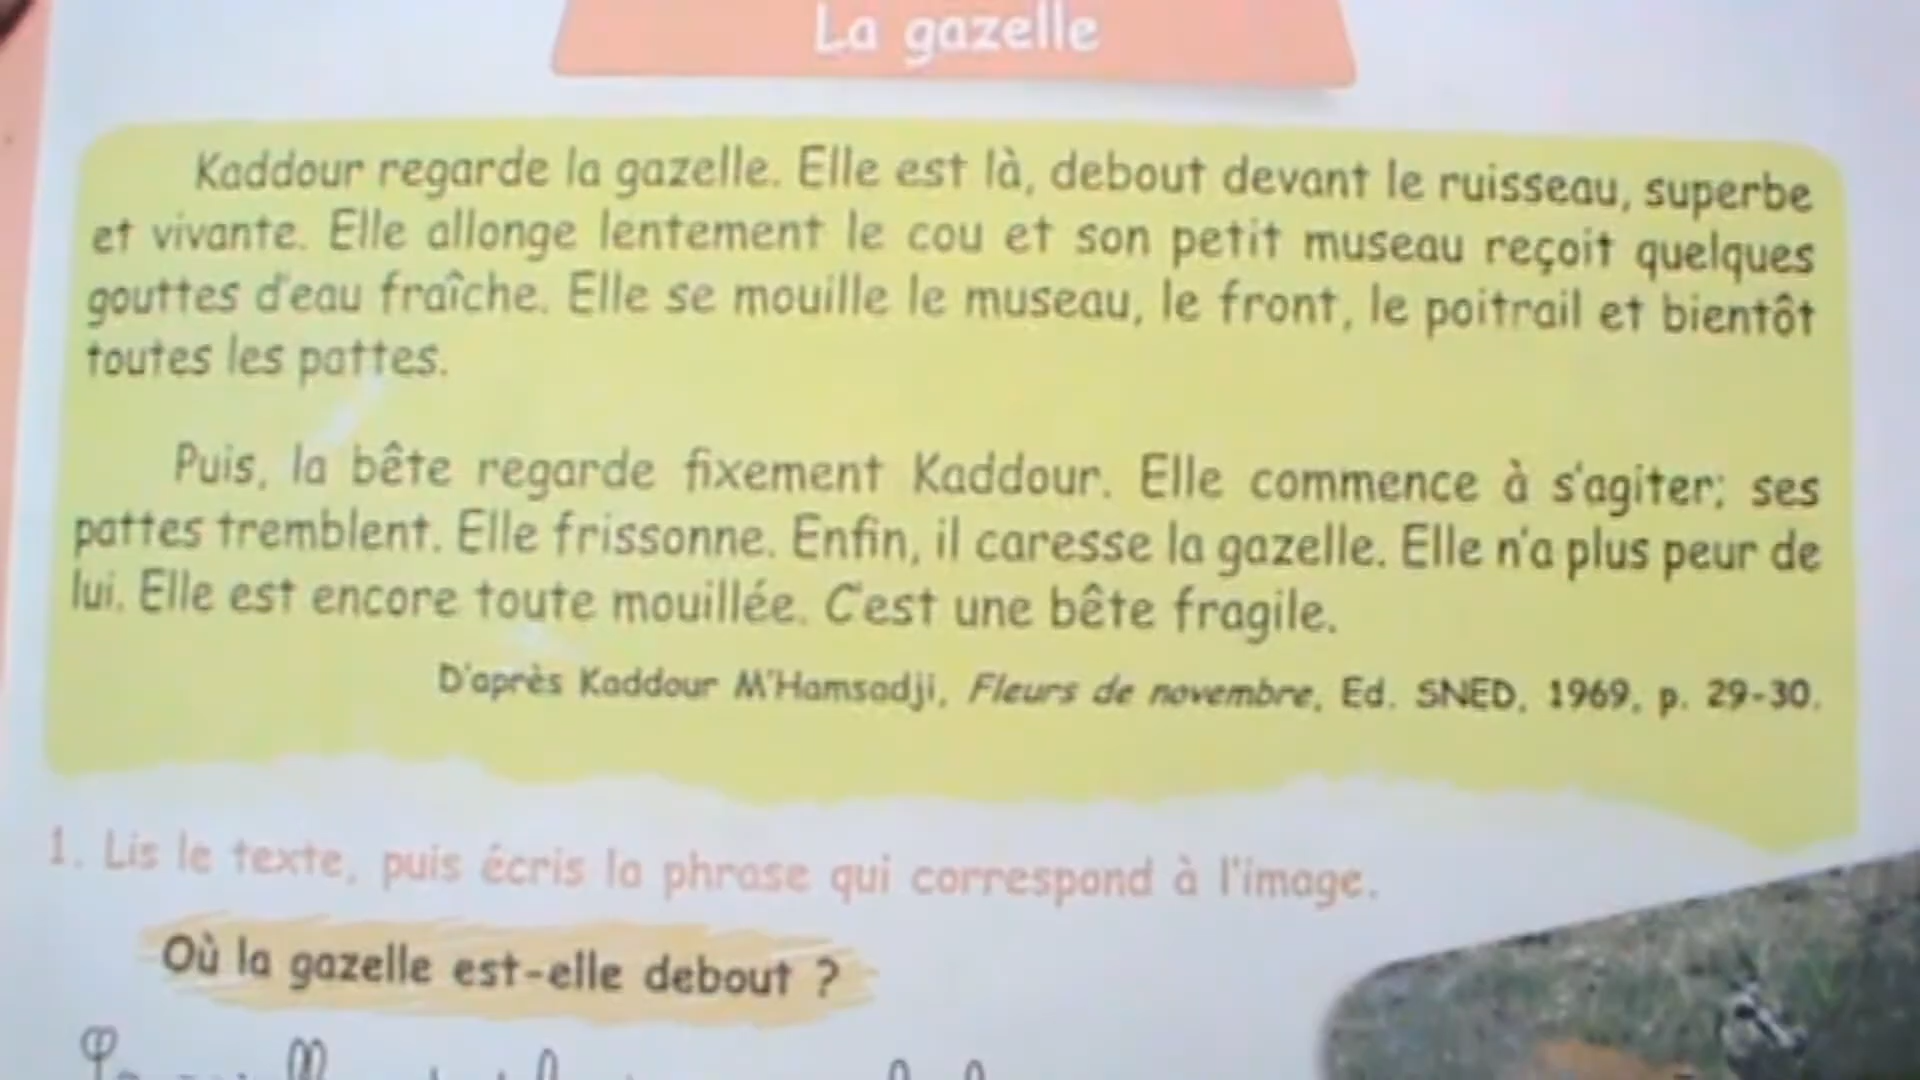 La gazelle
Kaddour regarde la gazelle. Elle est là, debout devant le ruisseau, superbe
et vivante. Elle allonge lentement le cou et son petit museau reçoit quelques
gouttes d'eau fraîche. Elle se mouille le museau, le front, le poitrail et bientôt
toutes les pattes.
Puis, la bête regarde fixement Kaddour. Elle commence à s'agiter; ses
pattes tremblent. Elle frissonne. Enfin, il caresse la gazelle. Elle n'a plus peur de
lui. Elle est encore toute mouillée. C'est une bête fragile.
D'après Kaddour M'Hamsadji, Fleurs de novembre, Ed. SNED, 1969, p. 29-30.
1. Lis le texte, puis écris la phrase qui correspond à l'image.
Où la gazelle est-elle debout ?